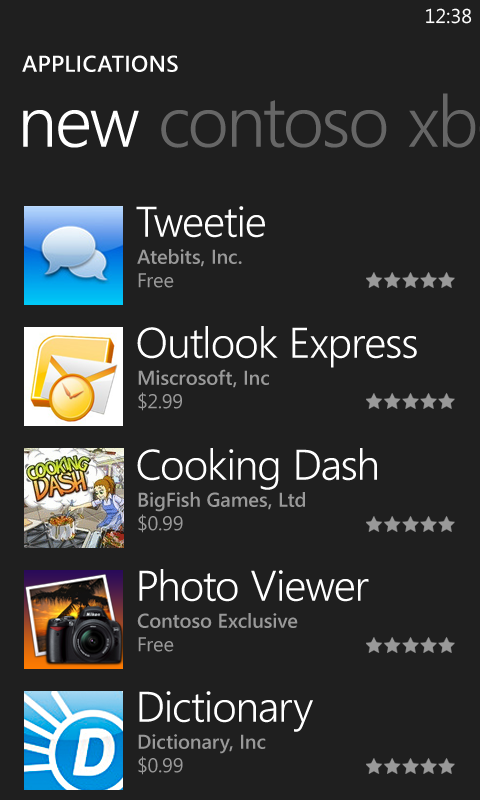 12:38
APPLICATIONS
new contoso xb
Tweetie
Atebits, Inc.
Free
Outlook Express
Miscrosoft, Inc
$2.99
COOKING
DASH
Cooking Dash
BigFish Games, Ltd
$0.99
Nikon
Photo Viewer
Contoso Exclusive
Free
D
Dictionary
Dictionary, Inc
$0.99